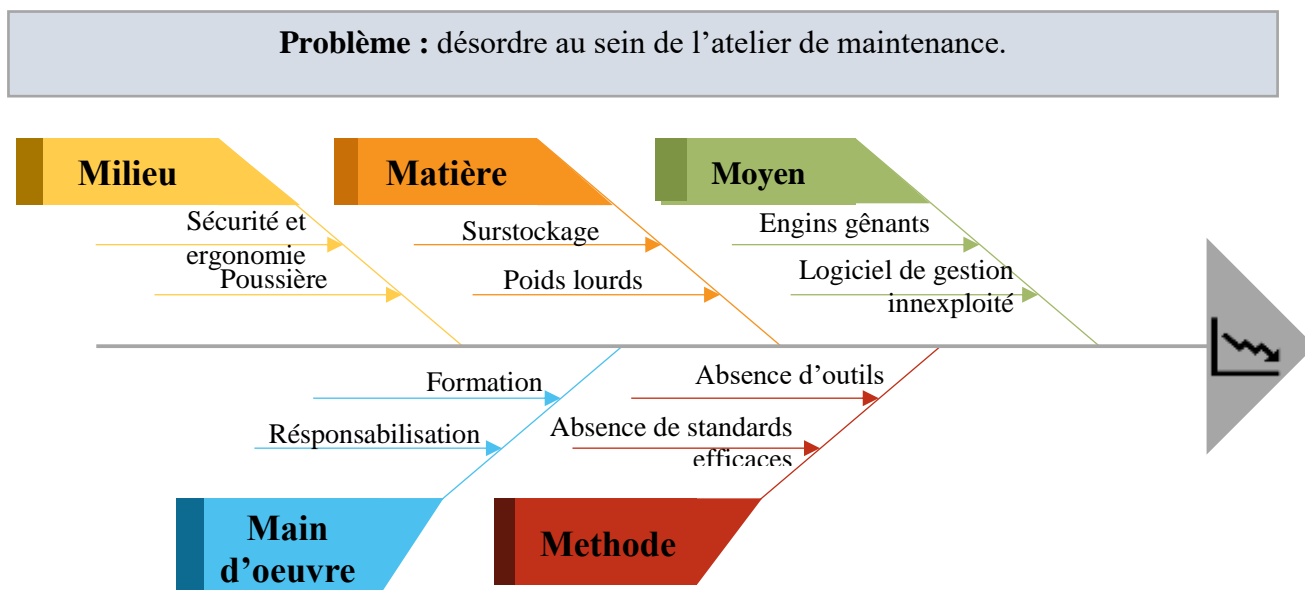 Problème : désordre au sein de l’atelier de maintenance.
Milieu
Matière
Moyen
Sécurité et
ergonomie
Poussière
Surstockage
Poids lourds
Engins gênants
Logiciel de gestion
innexploité
Formation
Résponsabilisation
Absence d’outils
Absence de standards
efficaces
Main
d’oeuvre
Methode